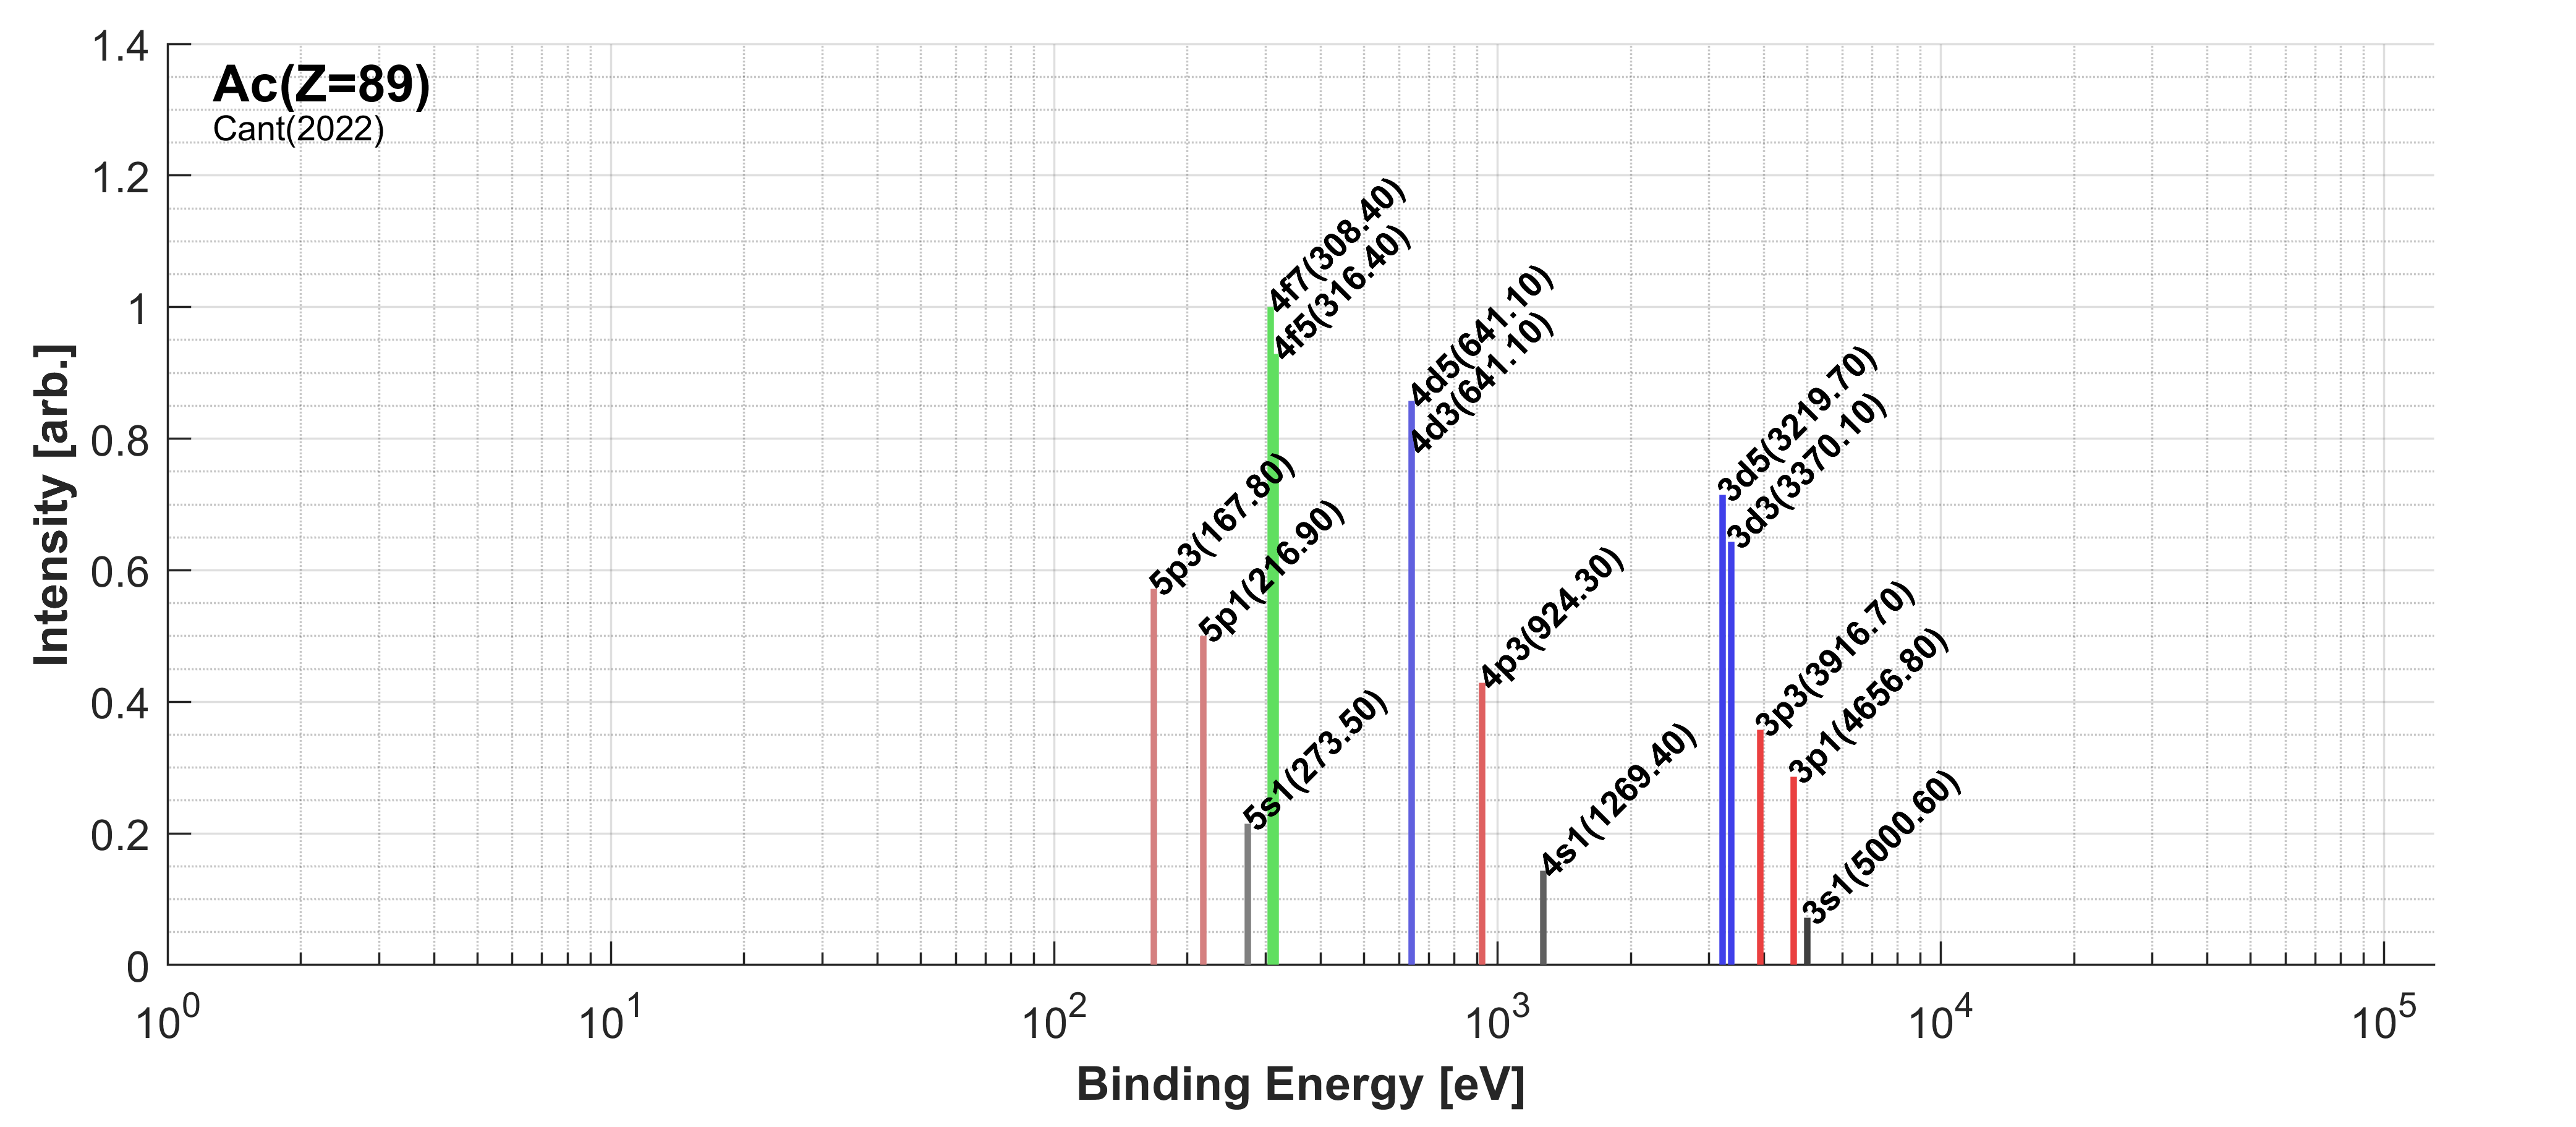 Ac(Z=89)
Cant(2022)
Intensity [arb.]
1.4
1.2
1
0.8
0.6
0.4
0.2
0
5p3(167.80)
5p1(216.90)
5s1(273.50)
4f7(308.40)
4f5(316.40)
4d5(641.10)
4d3(641.10)
4p3(924.30)
4s1(1269.40)
3d5(3219.70)
3d3(3370.10)
3p3(3916.70)
3p1(4656.80)
3s1(5000.60)
10^0 10^1 10^2 10^3 10^4 10^5
Binding Energy [eV]